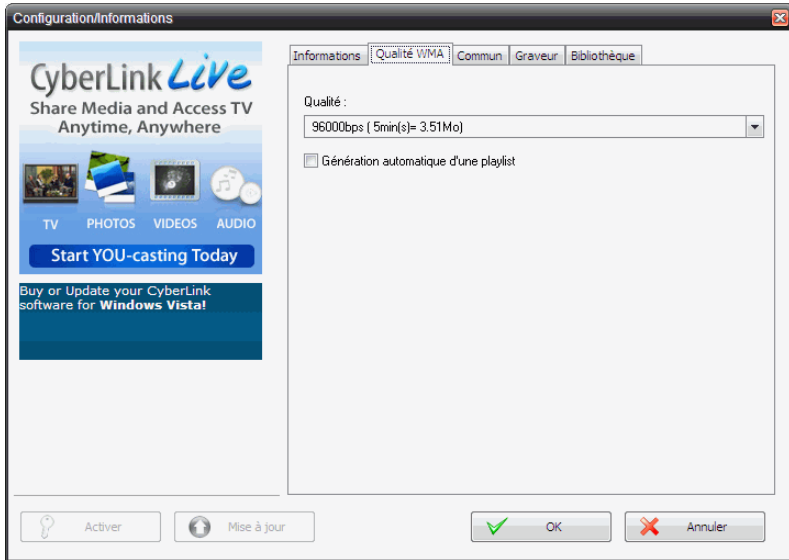 Configuration/Informations
CyberLink Live
Share Media and Access TV
Anytime, Anywhere
TV PHOTOS VIDEOS AUDIO
Start YOU-casting Today
Buy or Update your CyberLink
software for Windows Vista!
Informations Qualité WMA Commun Graveur Bibliothèque
Qualité :
96000bps ( 5min(s)= 3.51Mo)
Génération automatique d'une playlist
Activer Mise à jour OK Annuler